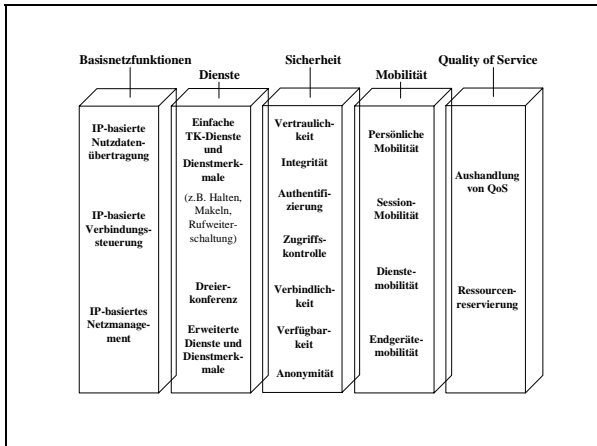 Basisnetzfunktionen
Dienste
Sicherheit
Mobilität
Quality of Service
IP-basierte
Nutzdaten-
übertragung
IP-basierte
Verbindungs-
steuerung
IP-basiertes
Netzmanage-
ment
Einfache
TK-Dienste
und
Dienstmerk-
male
(z.B. Halten,
Makeln,
Rufweiter-
schaltung)
Dreier-
konferenz
Erweiterte
Dienste und
Dienstmerk-
male
Vertraulich-
keit
Integrität
Authentifi-
zierung
Zugriffs-
kontrolle
Verbindlich-
keit
Verfügbar-
keit
Anonymität
Persönliche
Mobilität
Session-
Mobilität
Dienste-
mobilität
Endgeräte-
mobilität
Aushandlung
von QoS
Ressourcen-
reservierung